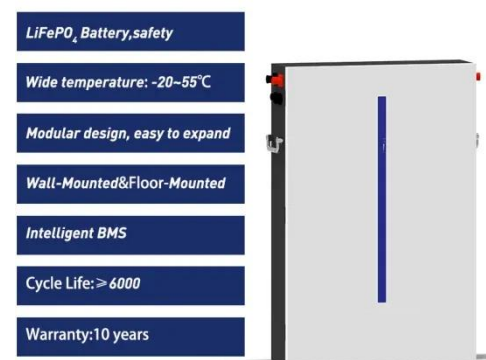 LiFePO₄ Battery,safety
Wide temperature: -20~55℃
Modular design, easy to expand
Wall-Mounted&Floor-Mounted
Intelligent BMS
Cycle Life:≥6000
Warranty:10 years